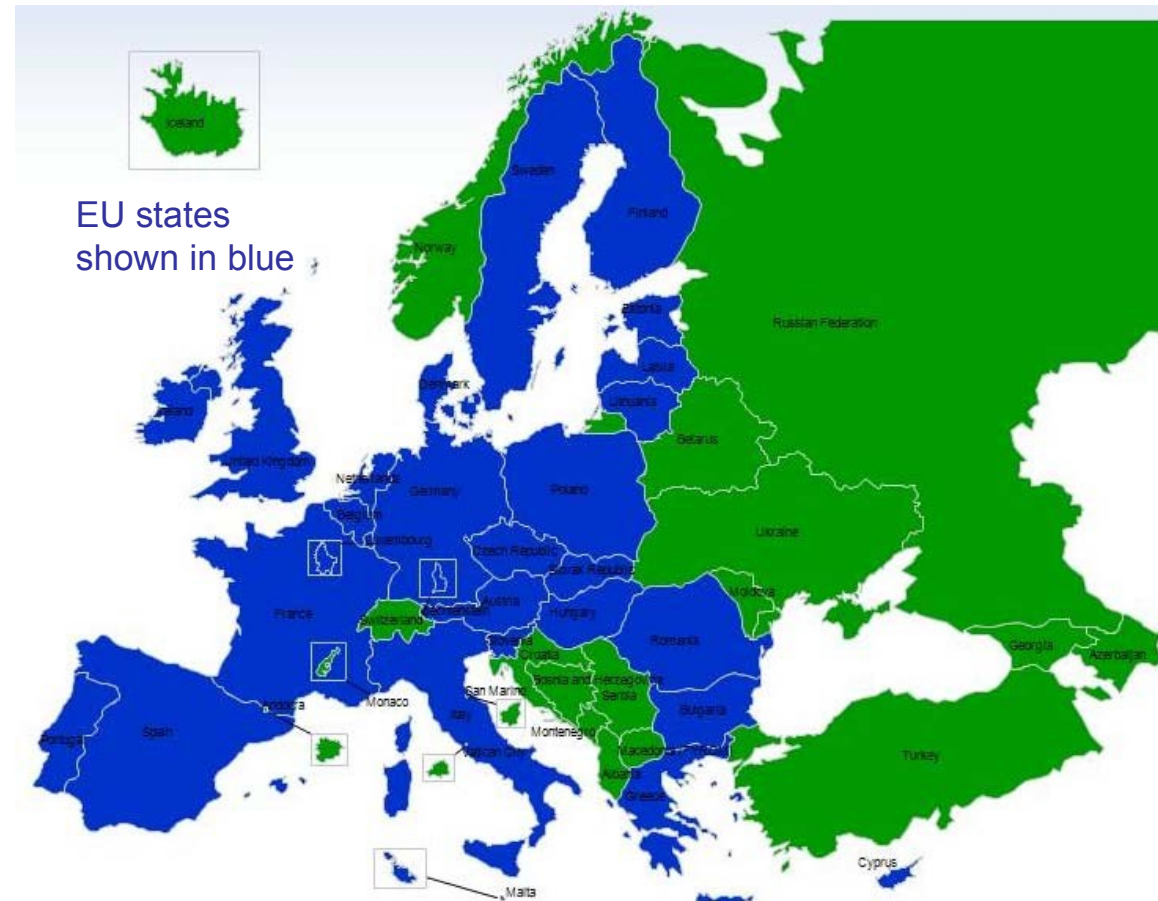 Iceland
EU states
shown in blue
Sweden
Finland
Norway
Estonia
Russian Federation
Latvia
Denmark
Lithuania
Ireland
Belarus
United Kingdom
Netherlands
Germany
Poland
Belgium
Ukraine
Luxembourg
Czech Republic
Slovak Republic
Moldova
Austria
Liechtenstein
France
Hungary
Switzerland
Romania
Slovenia
Croatia
Georgia
Azerbaijan
Bosnia and Herzegovina
San Marino
Serbia
Monaco
Andorra
Bulgaria
Italy
Portugal
Spain
Montenegro
Vatican City
Macedonia
Turkey
Albania
Greece
Cyprus
Malta